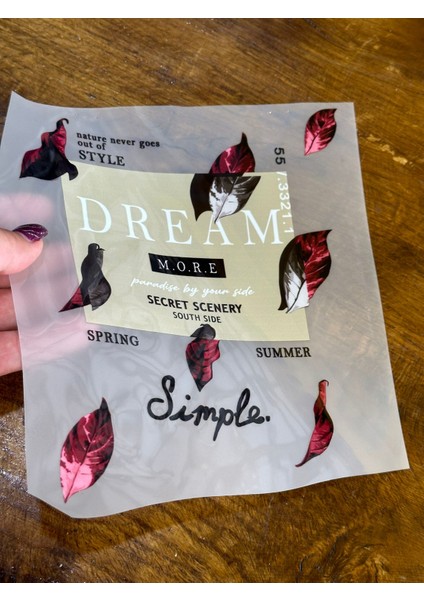 nature never goes
out of
STYLE
DREAM
M.O.R.E
paradise by your side
SECRET SCENERY
SOUTH SIDE
SPRING
SUMMER
Simple.